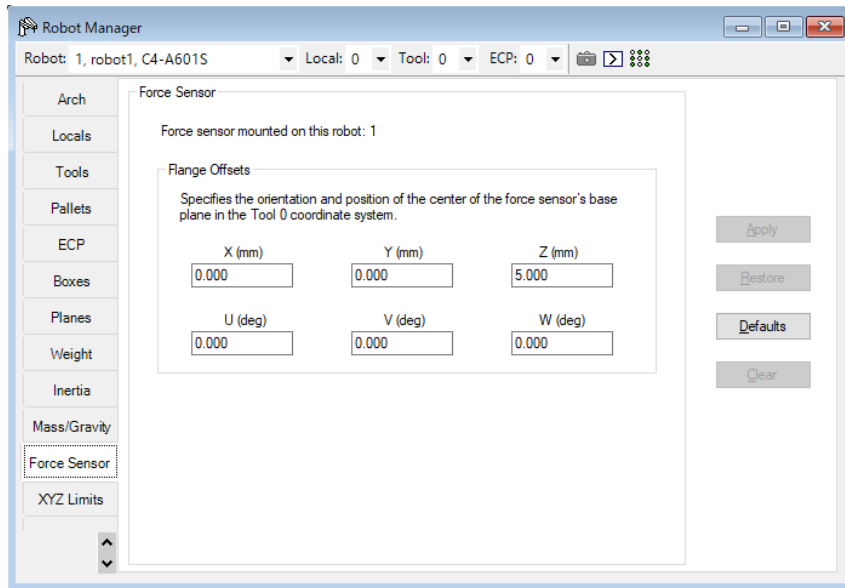 Robot Manager
Robot: 1, robot1, C4-A601S Local: 0 Tool: 0 ECP: 0
Arch
Locals
Tools
Pallets
ECP
Boxes
Planes
Weight
Inertia
Mass/Gravity
Force Sensor
XYZ Limits
Force Sensor
Force sensor mounted on this robot: 1
Flange Offsets
Specifies the orientation and position of the center of the force sensor's base
plane in the Tool 0 coordinate system.
X (mm) Y (mm) Z (mm)
0.000 0.000 5.000
U (deg) V (deg) W (deg)
0.000 0.000 0.000
Apply
Restore
Defaults
Clear